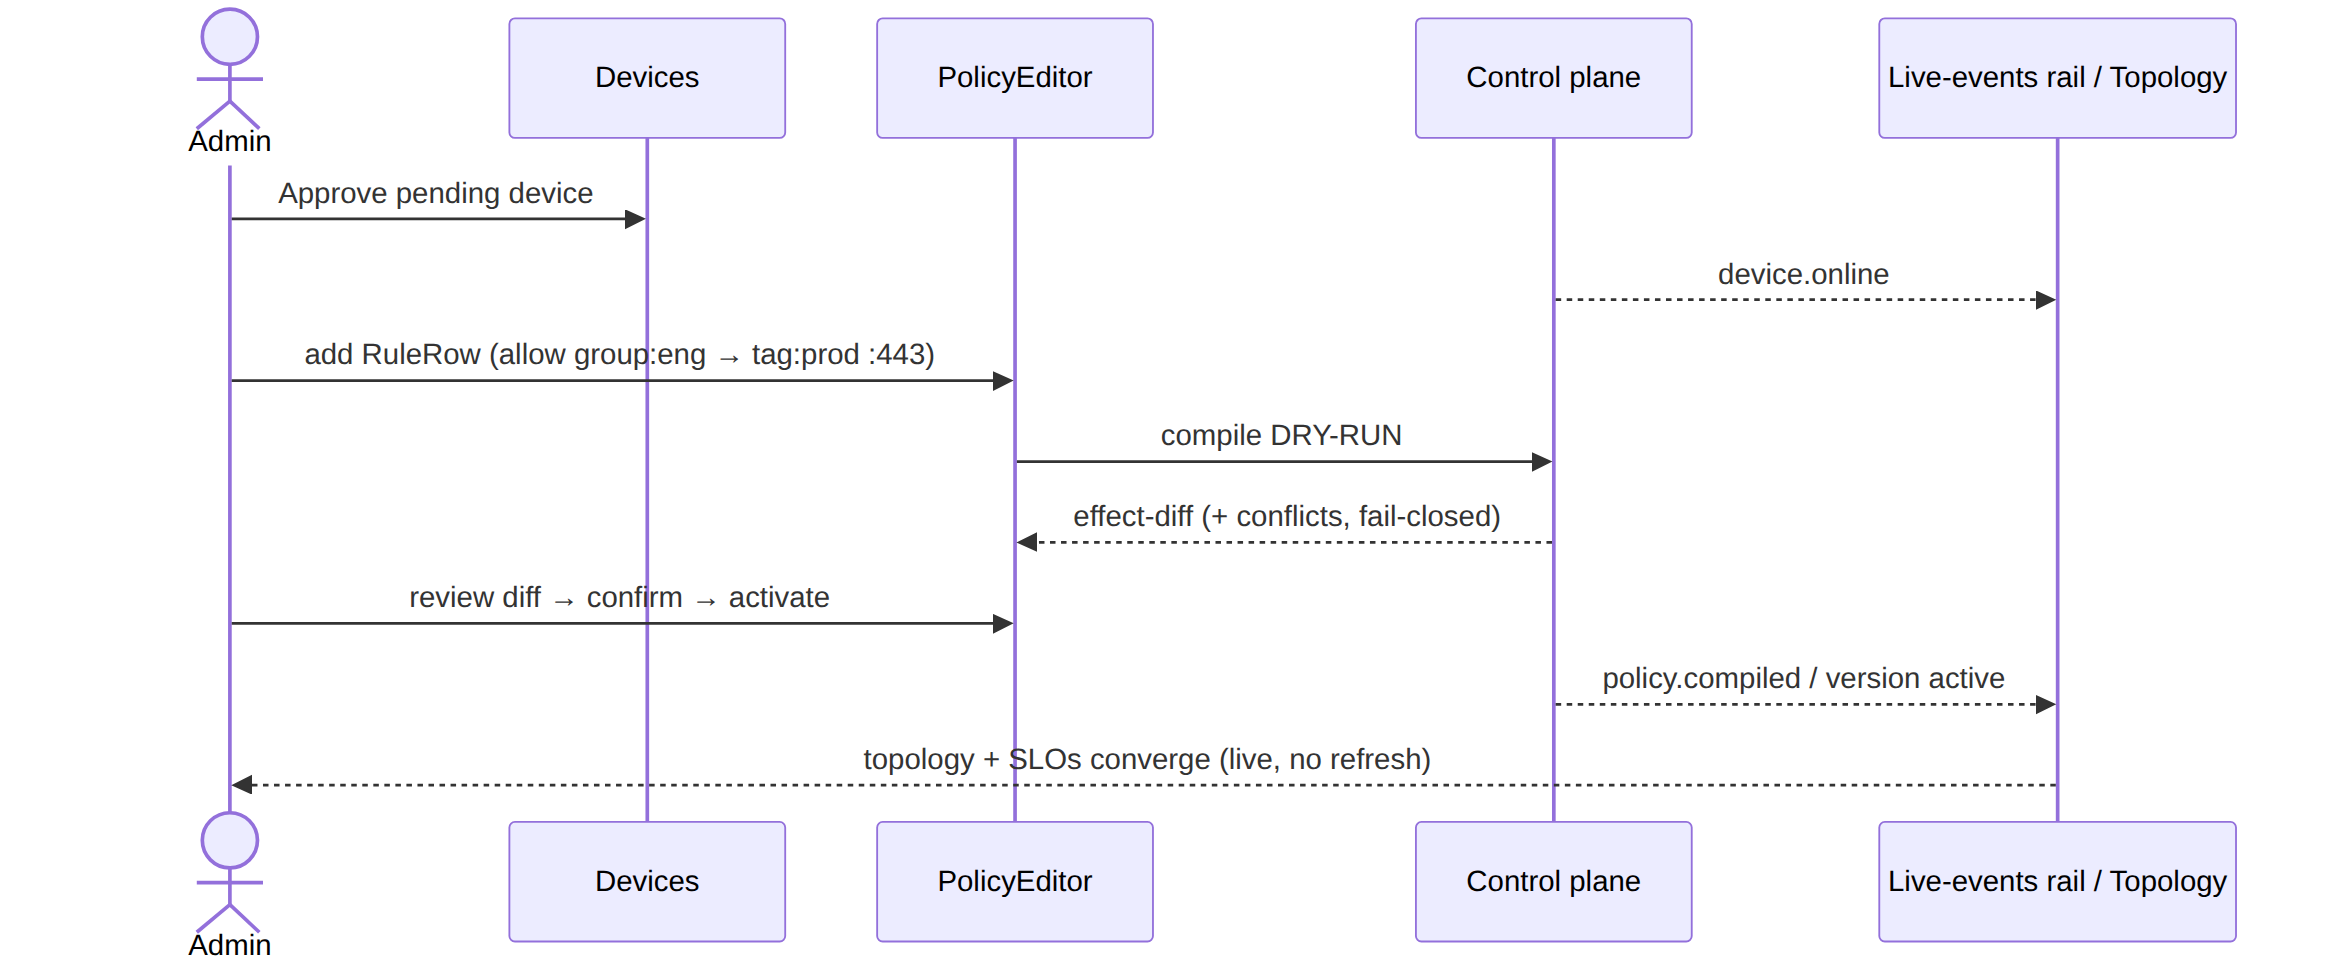 Devices
PolicyEditor
Control plane
Live-events rail / Topology
Admin
Approve pending device
device.online
add RuleRow (allow group:eng → tag:prod :443)
compile DRY-RUN
effect-diff (+ conflicts, fail-closed)
review diff → confirm → activate
policy.compiled / version active
topology + SLOs converge (live, no refresh)
Devices
PolicyEditor
Control plane
Live-events rail / Topology
Admin